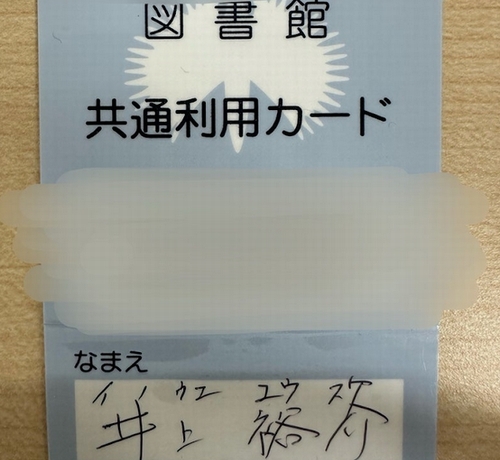 図書館
共通利用カード
なまえ
イノウエ ユウスケ
井上 裕介